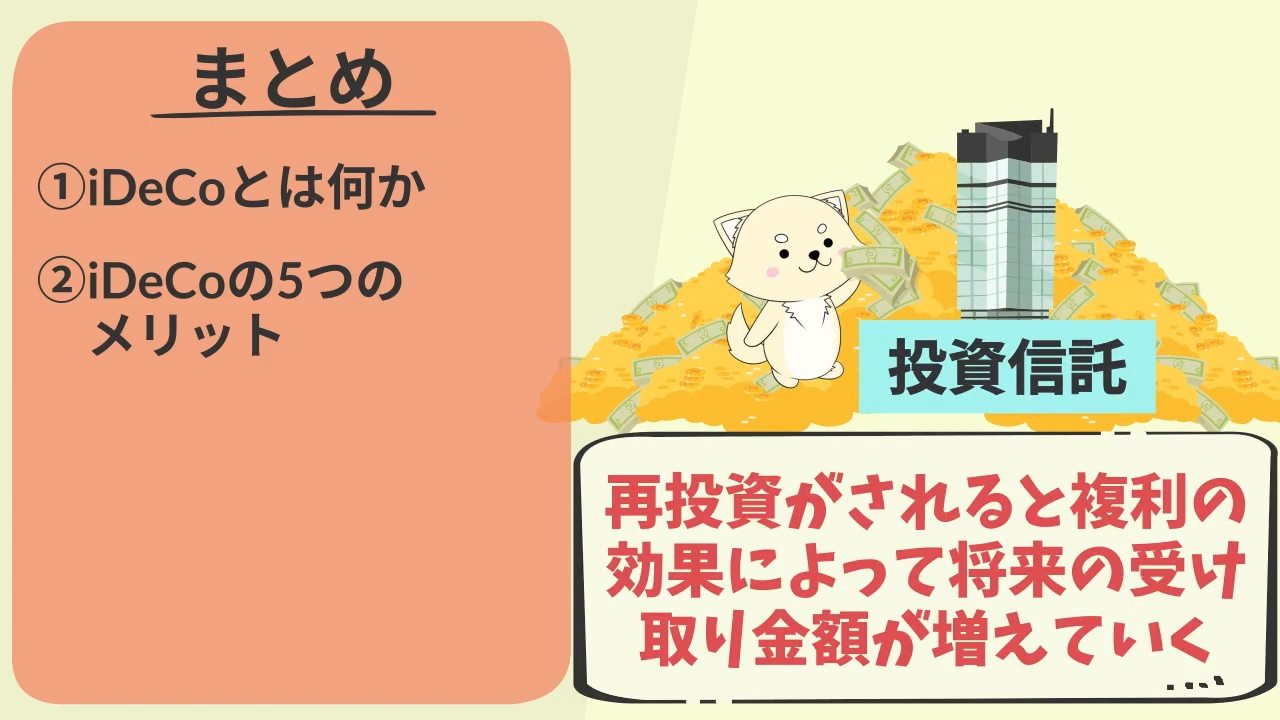 まとめ
①iDeCoとは何か
②iDeCoの5つの
メリット
投資信託
再投資がされると複利の
効果によって将来の受け
取り金額が増えていく